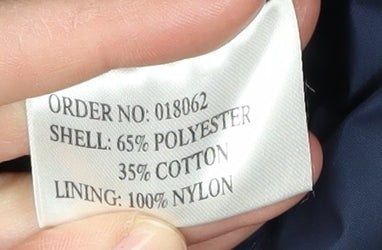 ORDER NO: 018062
SHELL: 65% POLYESTER
35% COTTON
LINING: 100% NYLON